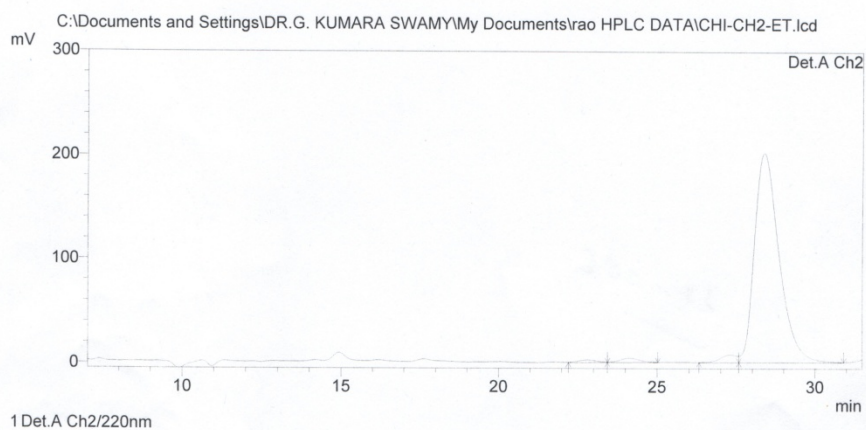 C:\Documents and Settings\DR.G. KUMARA SWAMY\My Documents\rao HPLC DATA\CHI-CH2-ET.lcd
mV
300
Det.A Ch2
200
100
0
10 15 20 25 30
min
1 Det.A Ch2/220nm